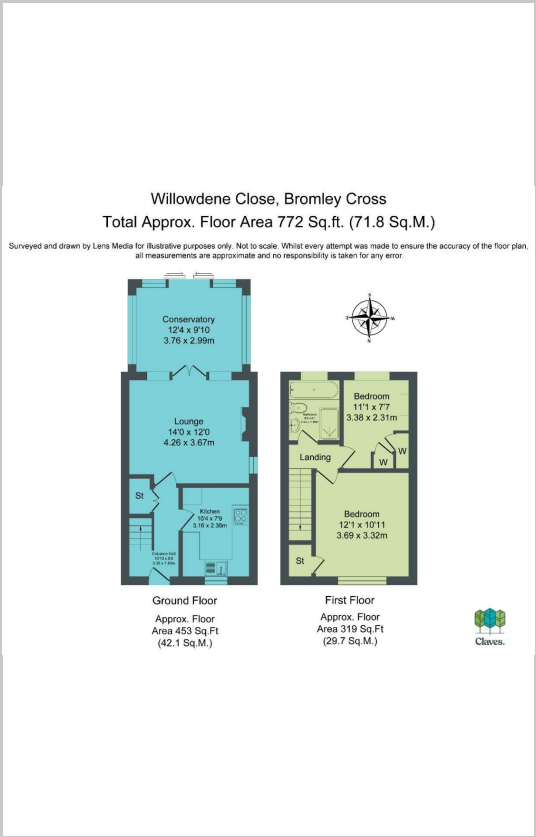 Willowdene Close, Bromley Cross
Total Approx. Floor Area 772 Sq.ft. (71.8 Sq.M.)
Surveyed and drawn by Lens Media for illustrative purposes only. Not to scale. Whilst every attempt was made to ensure the accuracy of the floor plan,
all measurements are approximate and no responsibility is taken for any error.
Conservatory
12'4 x 9'10
3.76 x 2.99m
Lounge
14'0 x 12'0
4.26 x 3.67m
St
Kitchen
10'4 x 7'9
3.16 x 2.36m
Entrance Hall
Ground Floor
Approx. Floor
Area 453 Sq.Ft
(42.1 Sq.M.)
Bathroom
Bedroom
11'1 x 7'7
3.38 x 2.31m
Landing
W
W
Bedroom
12'1 x 10'11
3.69 x 3.32m
St
First Floor
Approx. Floor
Area 319 Sq.Ft
(29.7 Sq.M.)
Claves.